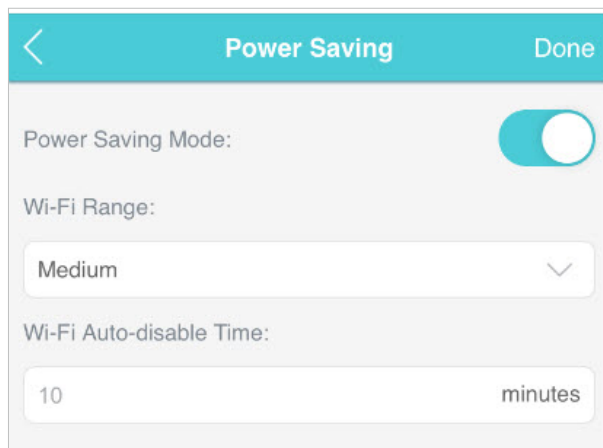 Power Saving Done
Power Saving Mode:
Wi-Fi Range:
Medium
Wi-Fi Auto-disable Time:
10 minutes